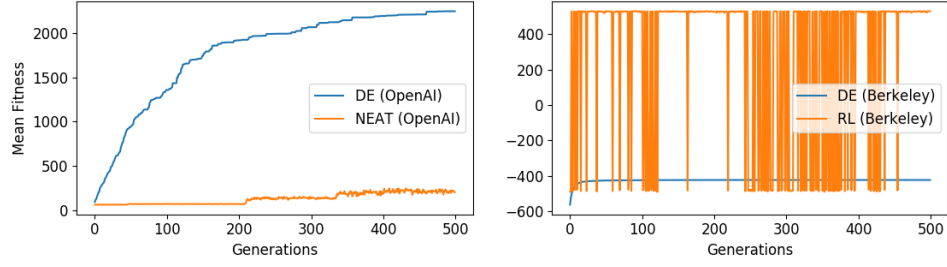 2000
1500
1000
500
0
Mean Fitness
DE (OpenAI)
NEAT (OpenAI)
0 100 200 300 400 500
Generations
400
200
0
−200
−400
−600
DE (Berkeley)
RL (Berkeley)
0 100 200 300 400 500
Generations